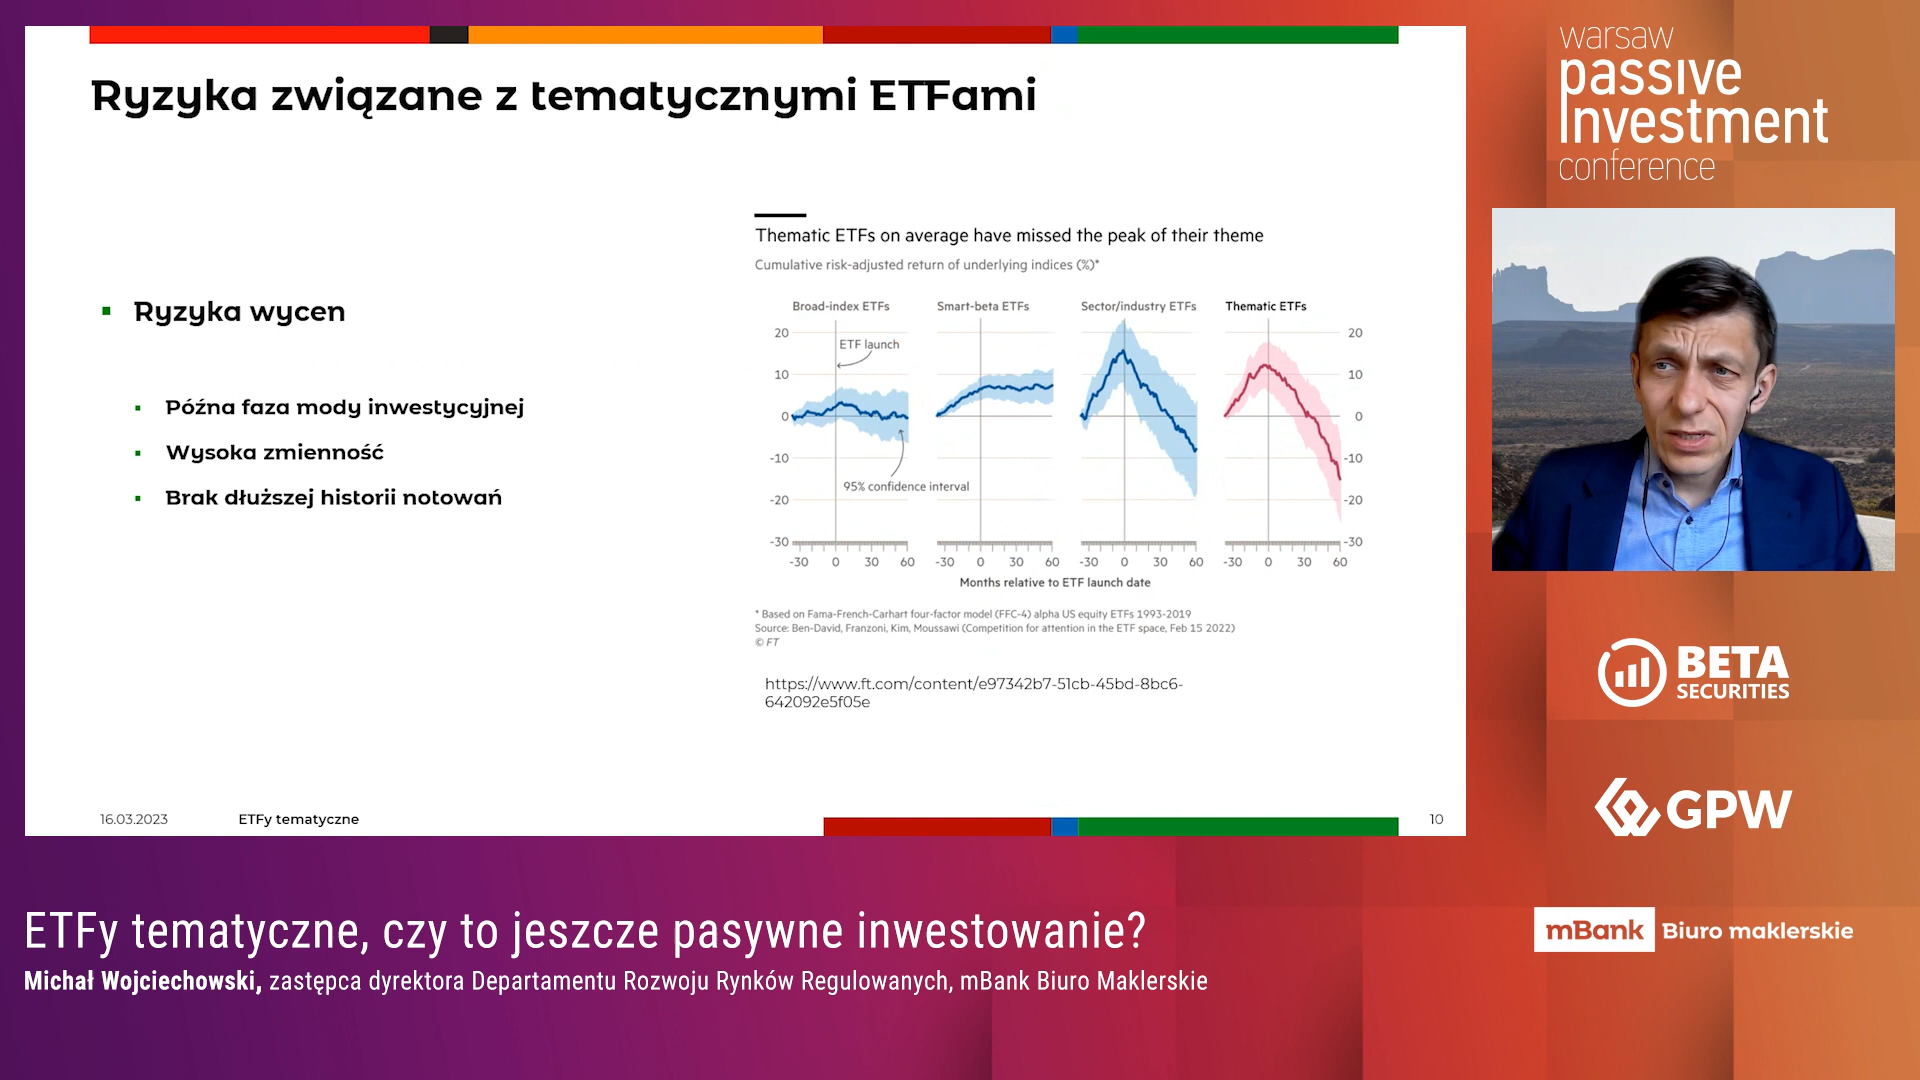 Ryzyka związane z tematycznymi ETFami
Ryzyka wycen
Późna faza mody inwestycyjnej
Wysoka zmienność
Brak dłuższej historii notowań
Thematic ETFs on average have missed the peak of their theme
Cumulative risk-adjusted return of underlying indices (%)*
Broad-index ETFs Smart-beta ETFs Sector/industry ETFs Thematic ETFs
20 20
ETF launch
10 10
0 0
-10 -10
95% confidence interval
-20 -20
-30 -30
-30 0 30 60 -30 0 30 60 -30 0 30 60 -30 0 30 60
Months relative to ETF launch date
* Based on Fama-French-Carhart four-factor model (FFC-4) alpha US equity ETFs 1993-2019
Source: Ben-David, Franzoni, Kim, Moussawi (Competition for attention in the ETF space, Feb 15 2022)
© FT
https://www.ft.com/content/e97342b7-51cb-45bd-8bc6-
642092e5f05e
16.03.2023 ETFy tematyczne 10
warsaw
passive
Investment
conference
BETA
SECURITIES
GPW
mBank Biuro maklerskie
ETFy tematyczne, czy to jeszcze pasywne inwestowanie?
Michał Wojciechowski, zastępca dyrektora Departamentu Rozwoju Rynków Regulowanych, mBank Biuro Maklerskie